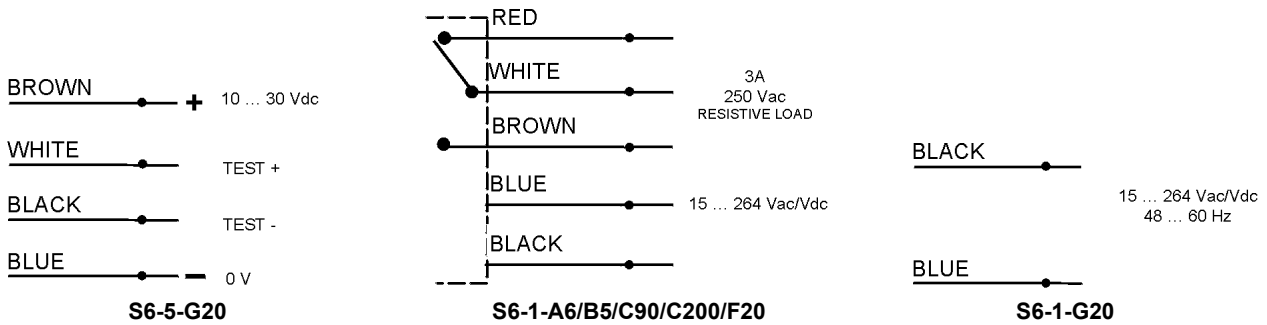 BROWN + 10 ... 30 Vdc
WHITE TEST +
BLACK TEST -
BLUE - 0 V
S6-5-G20
RED
WHITE
3A
250 Vac
RESISTIVE LOAD
BROWN
BLUE 15 ... 264 Vac/Vdc
BLACK
S6-1-A6/B5/C90/C200/F20
BLACK
15 ... 264 Vac/Vdc
48 ... 60 Hz
BLUE
S6-1-G20